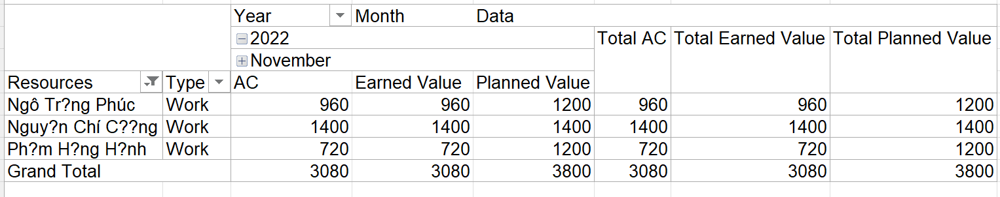 Year Month Data
2022 Total AC Total Earned Value Total Planned Value
November
Resources Type AC Earned Value Planned Value
Ngô Tr?ng Phúc Work 960 960 1200 960 960 1200
Nguy?n Chí C??ng Work 1400 1400 1400 1400 1400 1400
Ph?m H?ng H?nh Work 720 720 1200 720 720 1200
Grand Total 3080 3080 3800 3080 3080 3800